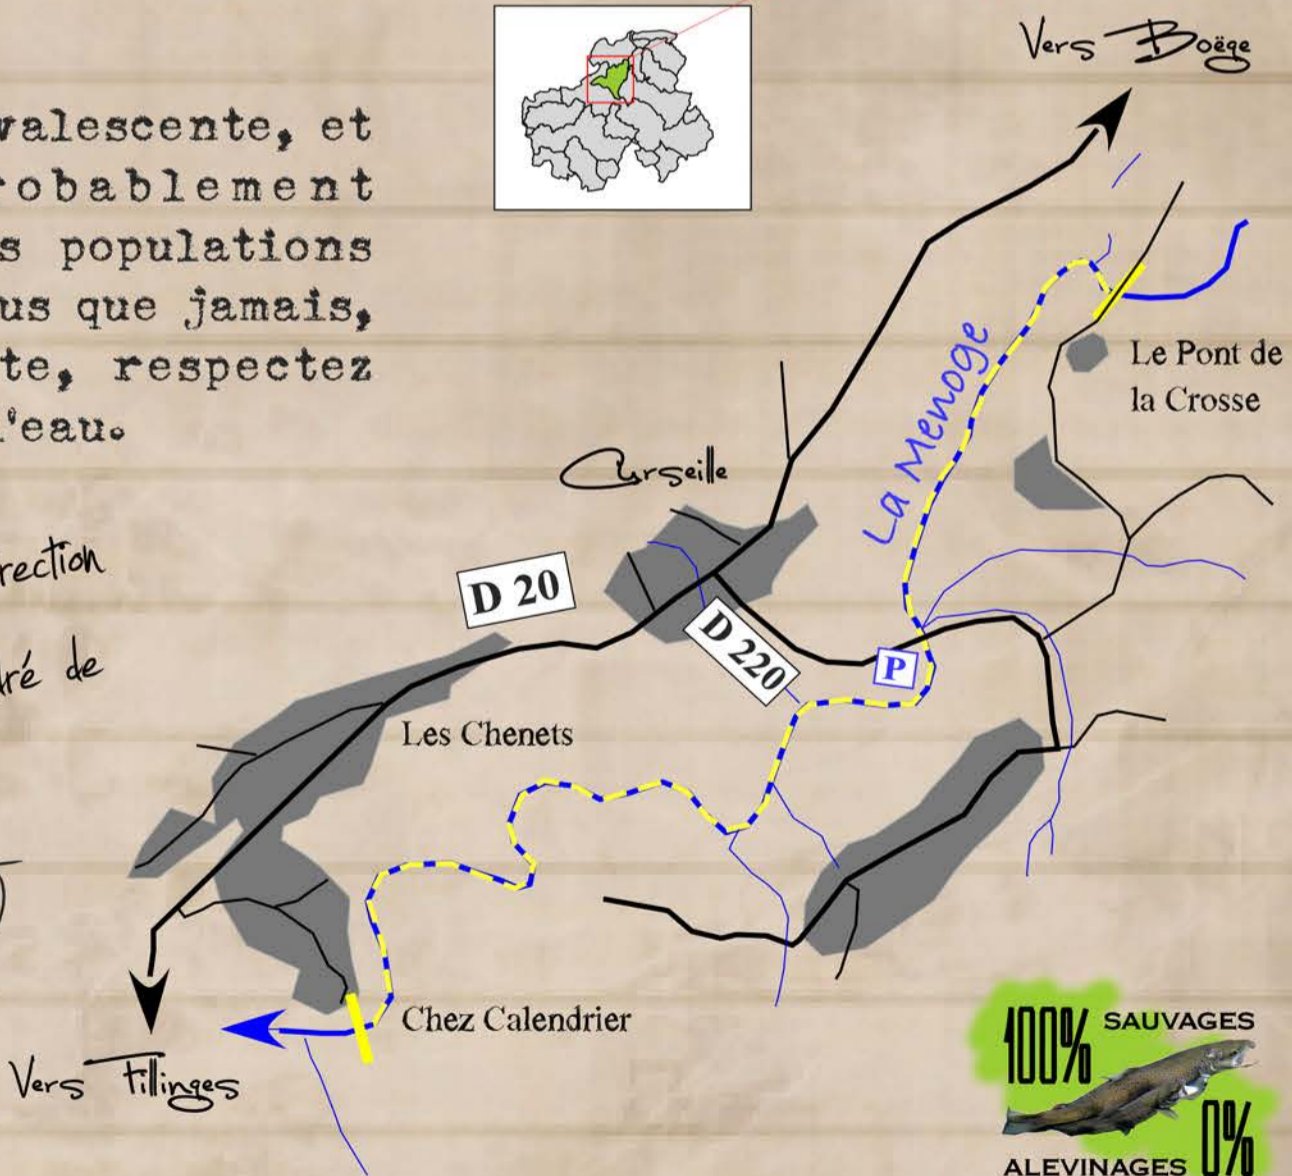 valescente, et
robablement
s populations
us que jamais,
te, respectez
l'eau.
rection
ré de
Vers Boëge
Le Pont de
la Crosse
La Menoge
Curseille
D 20
D 220
P
Les Chenets
Chez Calendrier
Vers Fillinges
100% SAUVAGES
0%
ALEVINAGES